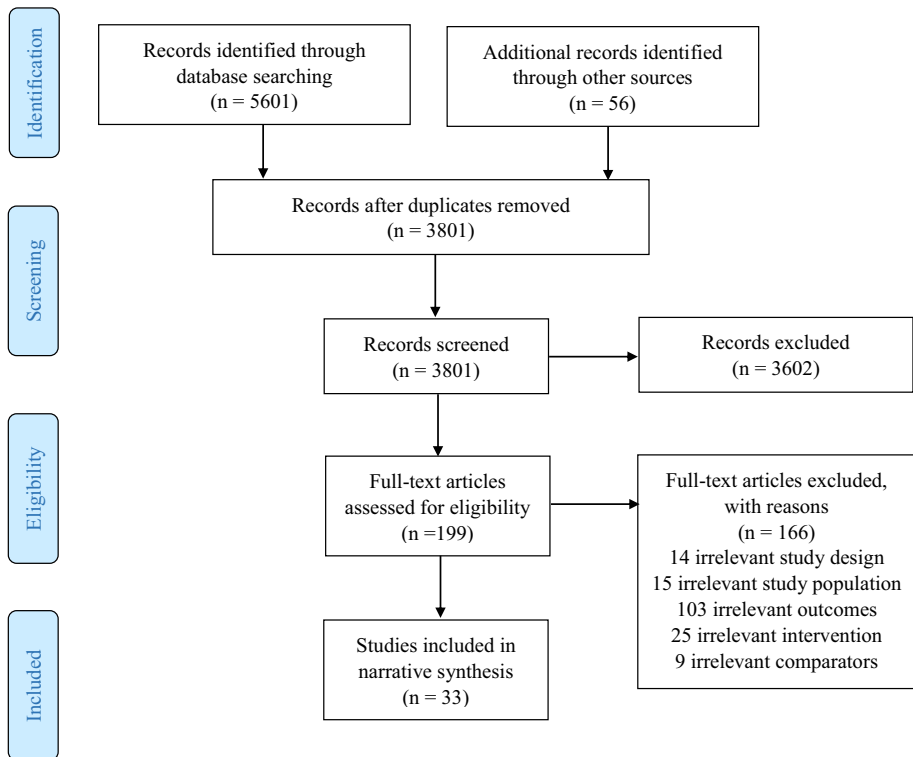 Identification
Records identified through
database searching
(n = 5601)
Additional records identified
through other sources
(n = 56)
Records after duplicates removed
(n = 3801)
Screening
Records screened
(n = 3801)
Records excluded
(n = 3602)
Eligibility
Full-text articles
assessed for eligibility
(n =199)
Full-text articles excluded,
with reasons
(n = 166)
14 irrelevant study design
15 irrelevant study population
103 irrelevant outcomes
25 irrelevant intervention
9 irrelevant comparators
Included
Studies included in
narrative synthesis
(n = 33)